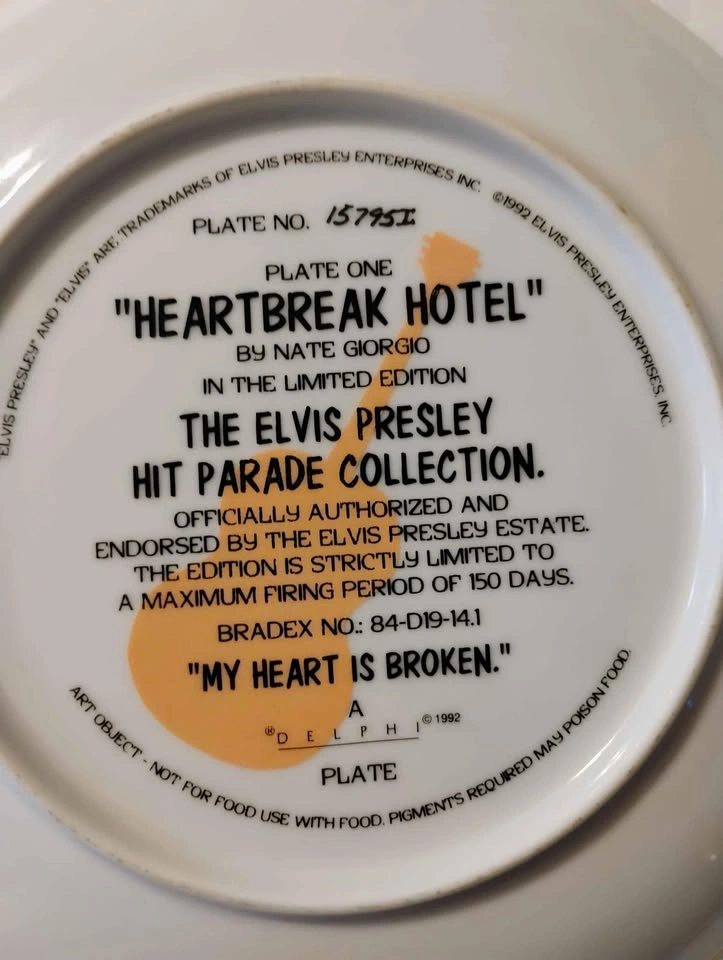 ELVIS PRESLEY" AND "ELVIS" ARE TRADEMARKS OF ELVIS PRESLEY ENTERPRISES INC. ©1992 ELVIS PRESLEY ENTERPRISES, INC.
PLATE NO. 15795I
PLATE ONE
"HEARTBREAK HOTEL"
BY NATE GIORGIO
IN THE LIMITED EDITION
THE ELVIS PRESLEY
HIT PARADE COLLECTION.
OFFICIALLY AUTHORIZED AND
ENDORSED BY THE ELVIS PRESLEY ESTATE.
THE EDITION IS STRICTLY LIMITED TO
A MAXIMUM FIRING PERIOD OF 150 DAYS.
BRADEX NO.: 84-D19-14.1
"MY HEART IS BROKEN."
A
®DELPHI ©1992
PLATE
ART OBJECT - NOT FOR FOOD USE WITH FOOD. PIGMENTS REQUIRED MAY POISON FOOD.